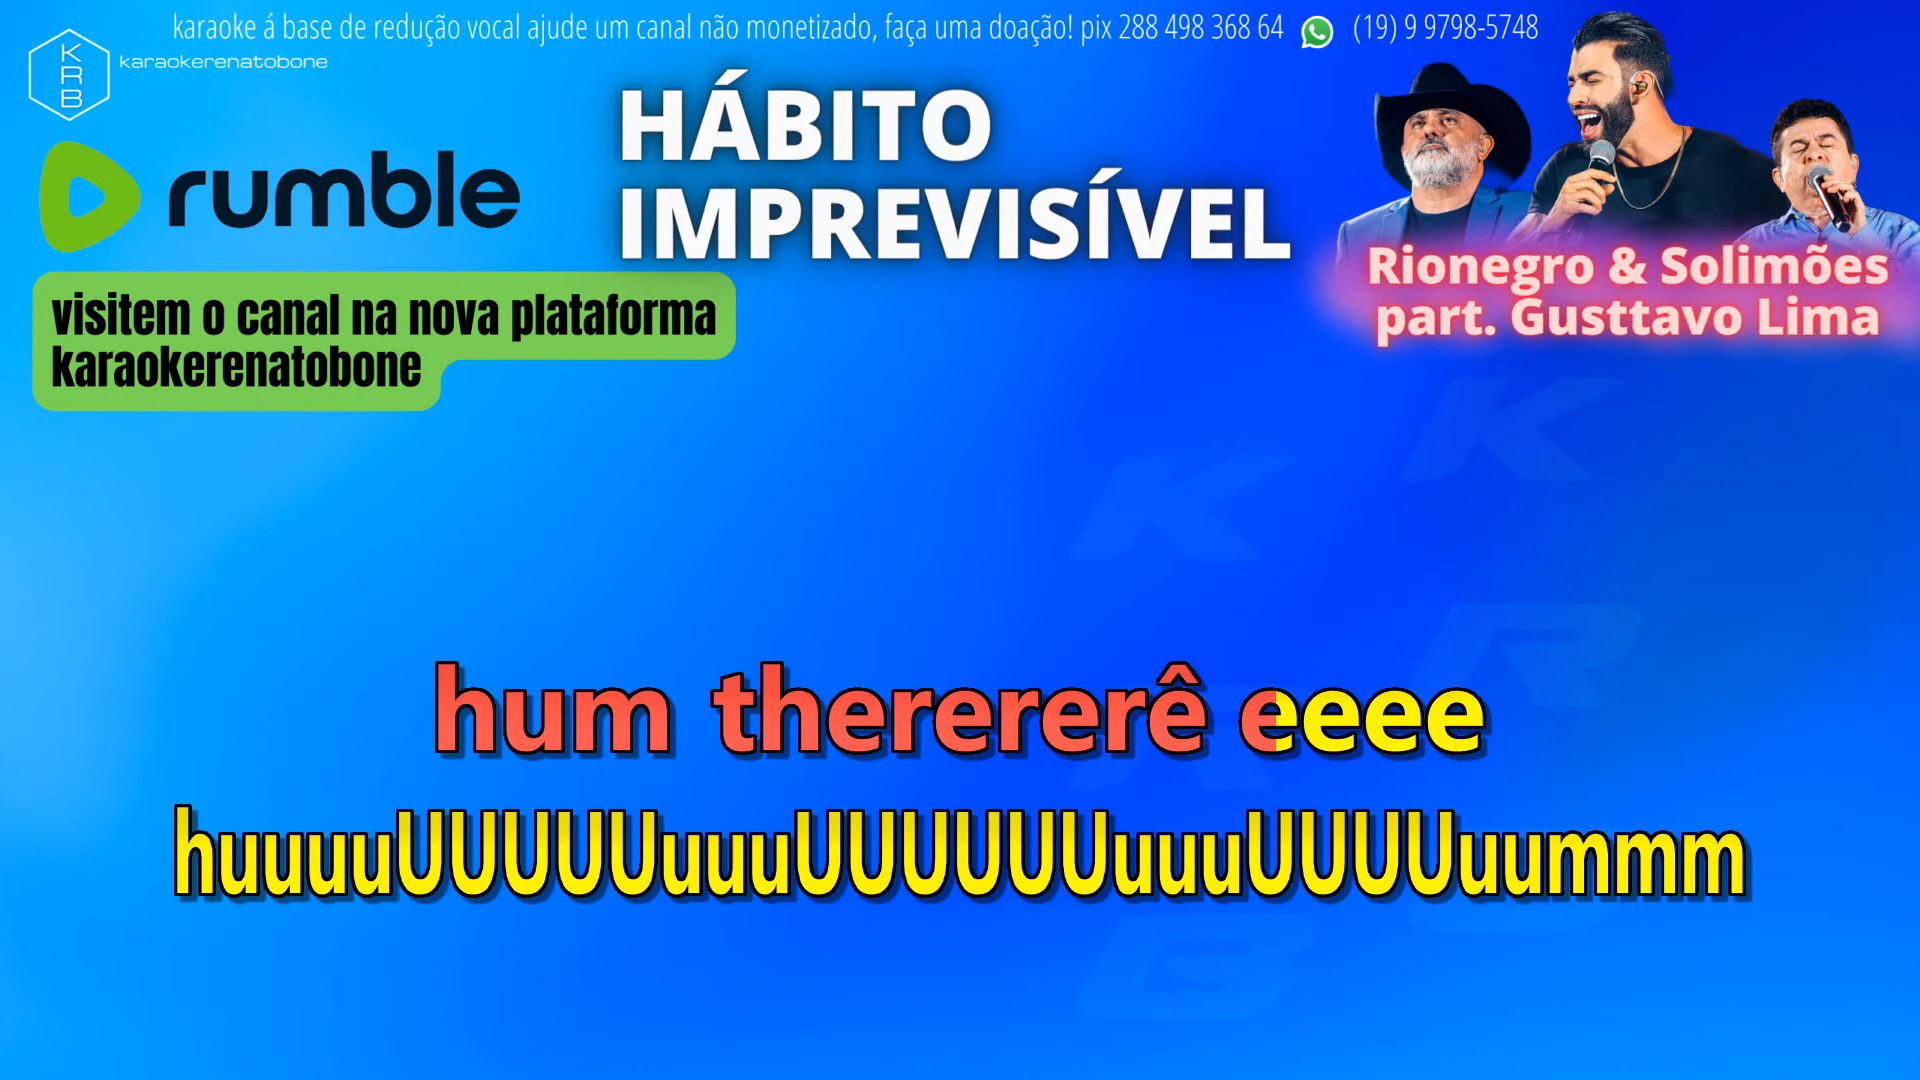 karaoke á base de redução vocal ajude um canal não monetizado, faça uma doação! pix 288 498 368 64 (19) 9 9798-5748
KRB
karaokerenatobone
rumble
HÁBITO
IMPREVISÍVEL
Rionegro & Solimões
part. Gusttavo Lima
visitem o canal na nova plataforma
karaokerenatobone
K
K
R
R
B
B
hum therererê eeee
huuuuUUUUUuuuUUUUUUuuuUUUUuummm